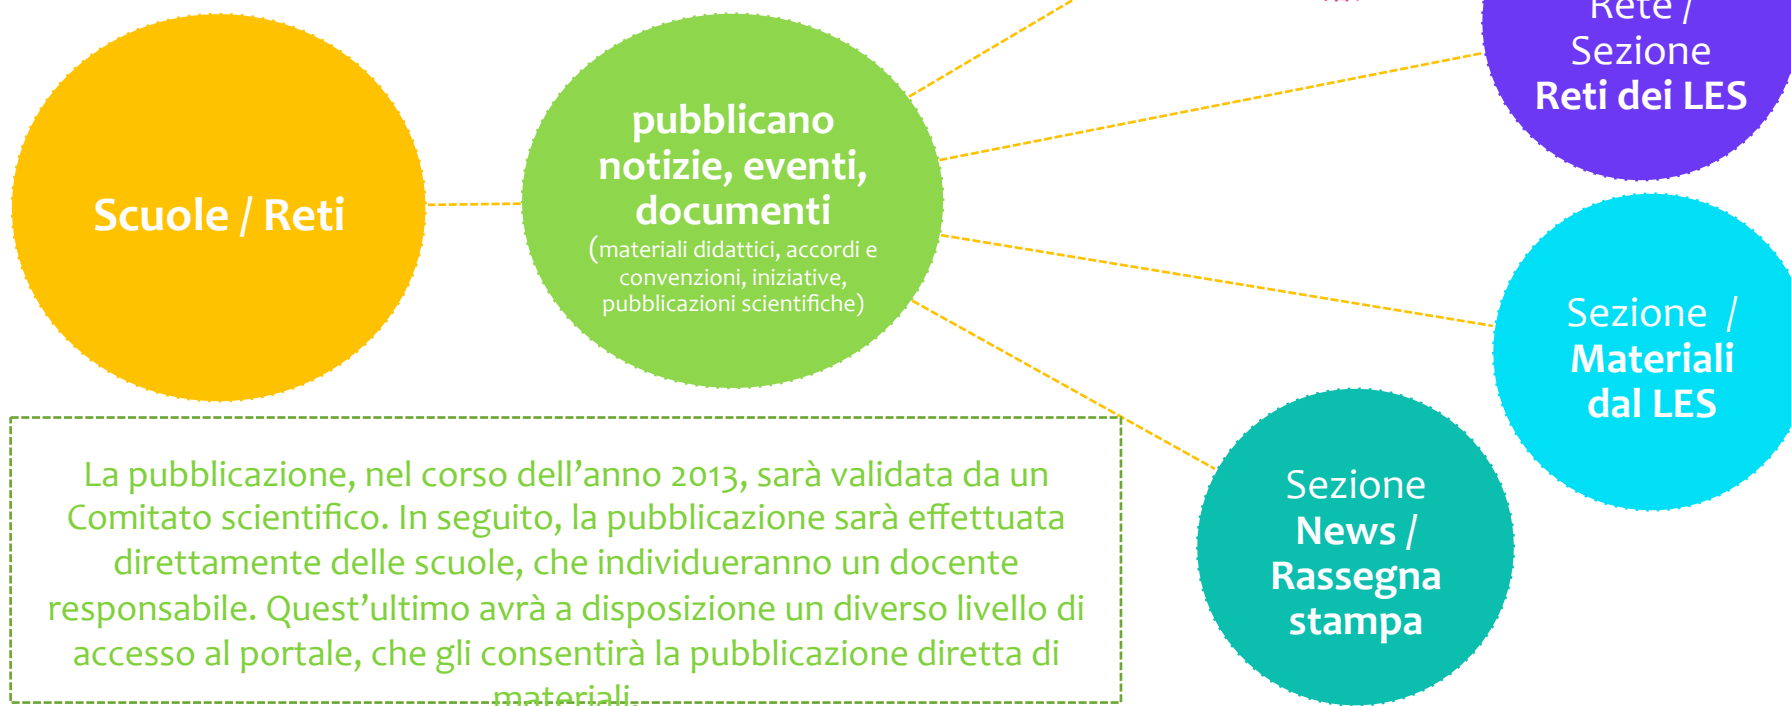 Scuole / Reti
pubblicano
notizie, eventi,
documenti
(materiali didattici, accordi e
convenzioni, iniziative,
pubblicazioni scientifiche)
Rete /
Sezione
Reti dei LES
Sezione /
Materiali
dal LES
Sezione
News /
Rassegna
stampa
La pubblicazione, nel corso dell’anno 2013, sarà validata da un
Comitato scientifico. In seguito, la pubblicazione sarà effettuata
direttamente delle scuole, che individueranno un docente
responsabile. Quest’ultimo avrà a disposizione un diverso livello di
accesso al portale, che gli consentirà la pubblicazione diretta di
materiali.